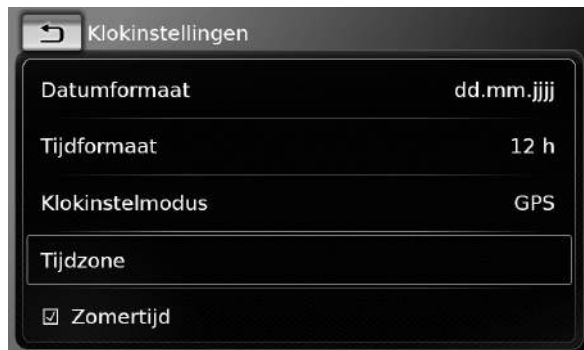 Klokinstellingen
Datumformaat dd.mm.jjjj
Tijdformaat 12 h
Klokinstelmodus GPS
Tijdzone
Zomertijd